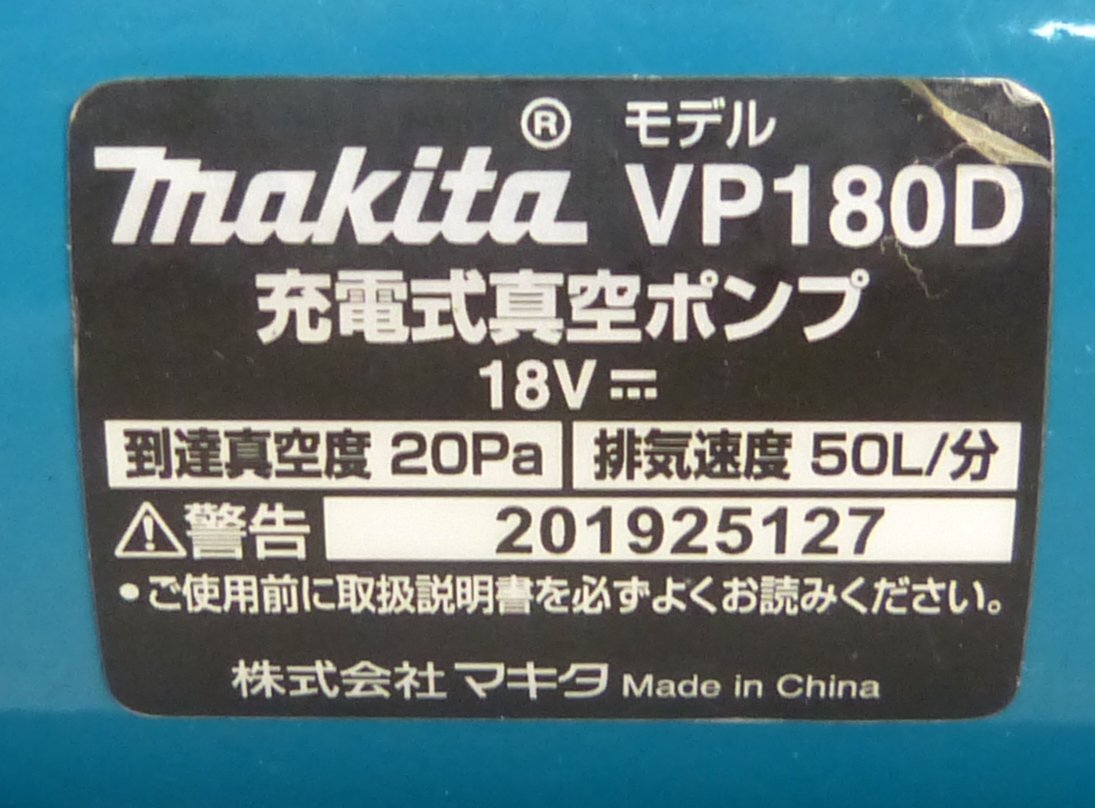 makita® モデル VP180D
充電式真空ポンプ
18V⎓
到達真空度 20Pa 排気速度 50L/分
⚠警告 201925127
•ご使用前に取扱説明書を必ずよくお読みください。
株式会社マキタ Made in China